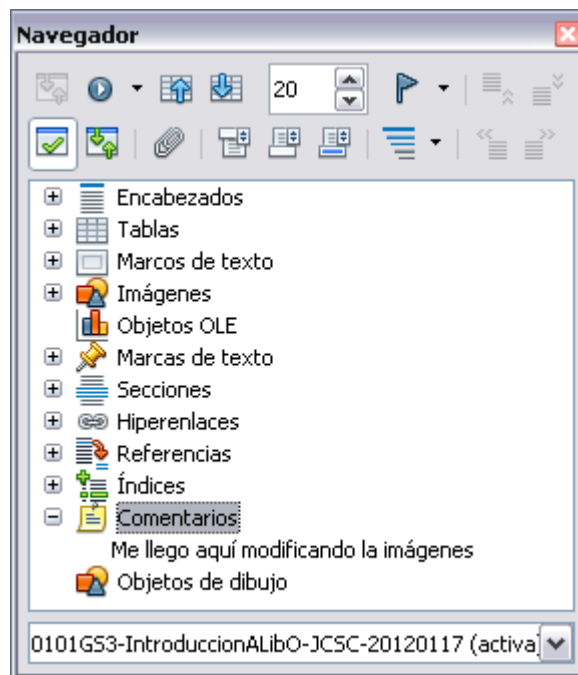 Navegador
20
Encabezados
Tablas
Marcos de texto
Imágenes
Objetos OLE
Marcas de texto
Secciones
Hiperenlaces
Referencias
Índices
Comentarios
Me llego aquí modificando la imágenes
Objetos de dibujo
0101GS3-IntroduccionALibO-JCSC-20120117 (activa)